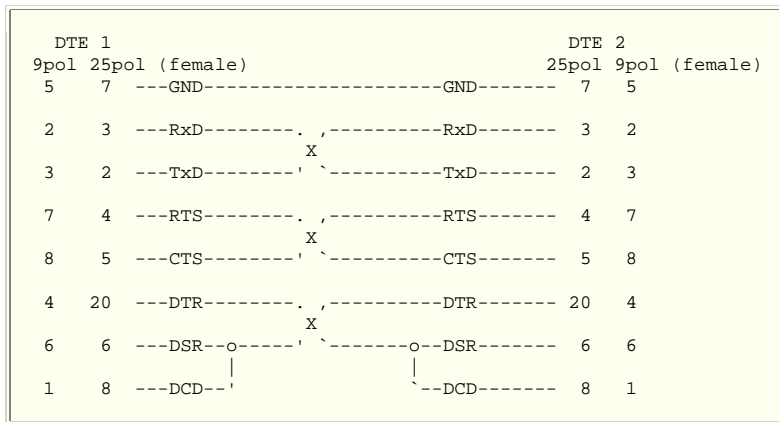 DTE 1                                            DTE 2
9pol 25pol (female)                            25pol 9pol (female)
 5    7  ---GND----------------------GND-------  7   5
 2    3  ---RxD--------. ,-----------RxD-------  3   2
                        X
 3    2  ---TxD--------' `-----------TxD-------  2   3
 7    4  ---RTS--------. ,-----------RTS-------  4   7
                        X
 8    5  ---CTS--------' `-----------CTS-------  5   8
 4   20  ---DTR--------. ,-----------DTR------- 20   4
                        X
 6    6  ---DSR--o-----' `--------o--DSR-------  6   6
                 |                |
 1    8  ---DCD--'                `--DCD-------  8   1